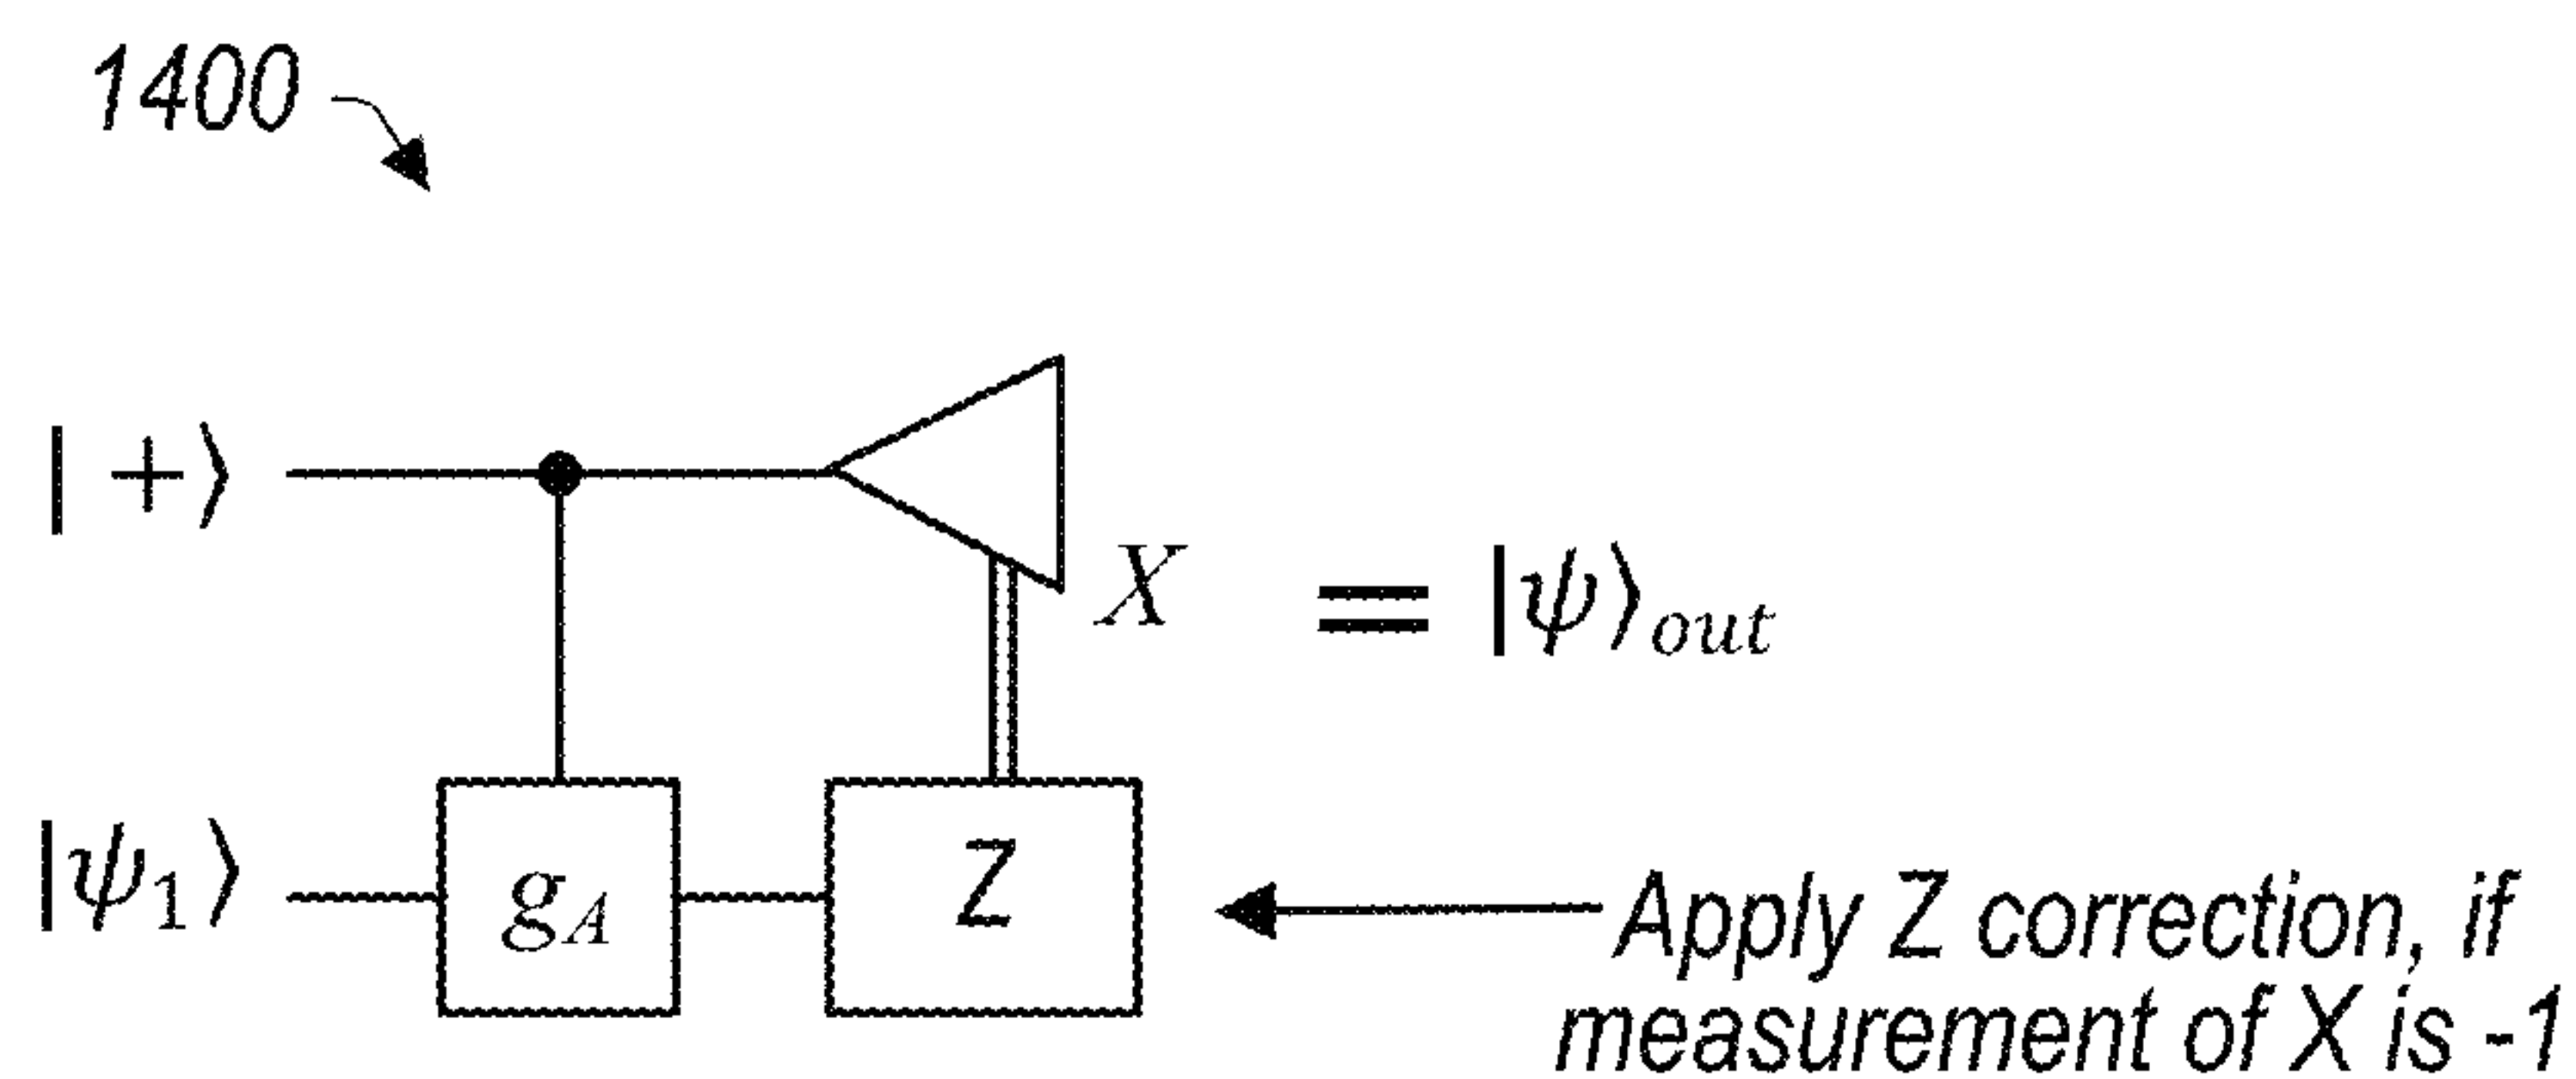 1400
|+⟩
X = |ψ⟩out
|ψ₁⟩ gA Z
Apply Z correction, if
measurement of X is -1